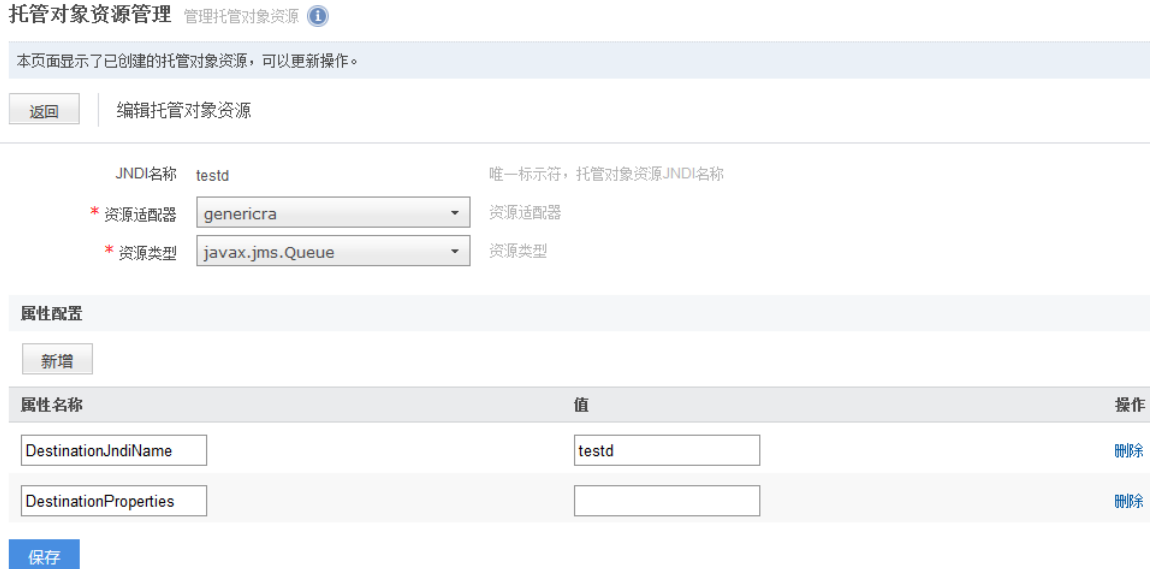 托管对象资源管理 管理托管对象资源 i
本页面显示了已创建的托管对象资源，可以更新操作。
返回 编辑托管对象资源
JNDI名称 testd 唯一标示符，托管对象资源JNDI名称
* 资源适配器 genericra 资源适配器
* 资源类型 javax.jms.Queue 资源类型
属性配置
新增
属性名称 值 操作
DestinationJndiName testd 删除
DestinationProperties 删除
保存